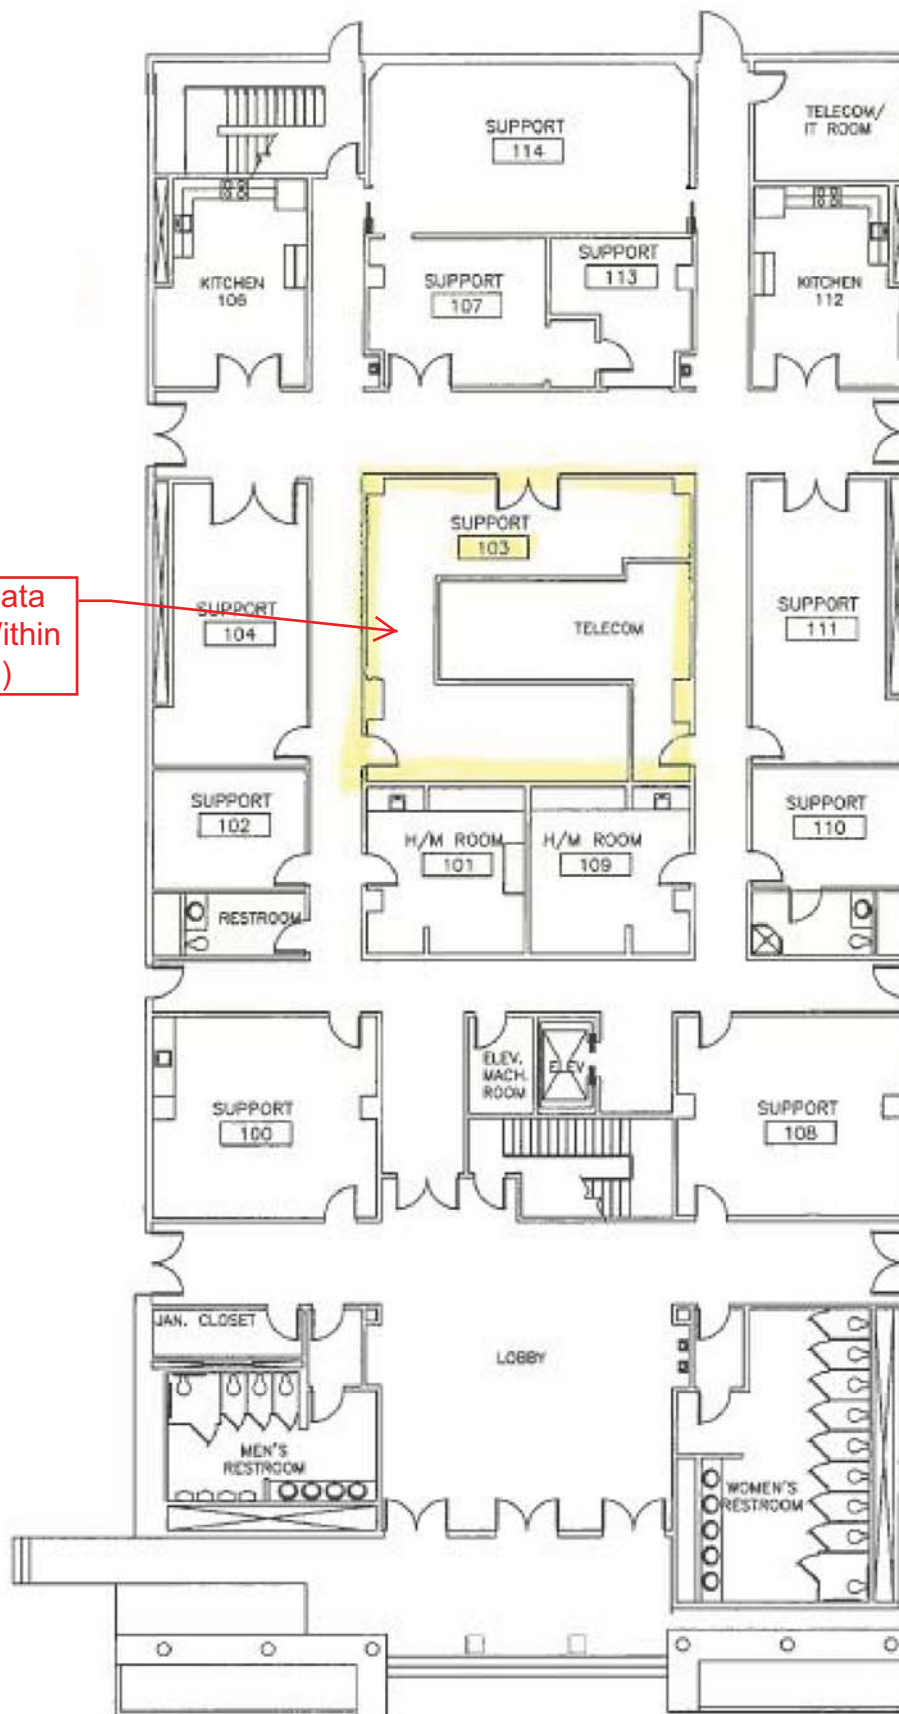 TELECOM/
IT ROOM
SUPPORT
114
SUPPORT
113
SUPPORT
107
KITCHEN
106
KITCHEN
112
SUPPORT
103
ata
ithin
)
SUPPORT
104
TELECOM
SUPPORT
111
SUPPORT
102
H/M ROOM
101
H/M ROOM
109
SUPPORT
110
RESTROOM
ELEV.
MACH.
ROOM
ELEV
SUPPORT
100
SUPPORT
108
JAN. CLOSET
LOBBY
MEN'S
RESTROOM
WOMEN'S
RESTROOM